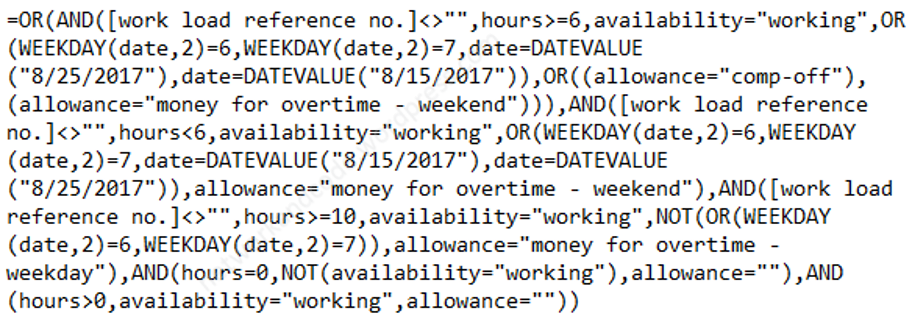 =OR(AND([work load reference no.]<>"",hours>=6,availability="working",OR
(WEEKDAY(date,2)=6,WEEKDAY(date,2)=7,date=DATEVALUE
("8/25/2017"),date=DATEVALUE("8/15/2017")),OR((allowance="comp-off"),
(allowance="money for overtime - weekend"))),AND([work load reference
no.]<>"",hours<6,availability="working",OR(WEEKDAY(date,2)=6,WEEKDAY
(date,2)=7,date=DATEVALUE("8/15/2017"),date=DATEVALUE
("8/25/2017")),allowance="money for overtime - weekend"),AND([work load
reference no.]<>"",hours>=10,availability="working",NOT(OR(WEEKDAY
(date,2)=6,WEEKDAY(date,2)=7)),allowance="money for overtime -
weekday"),AND(hours=0,NOT(availability="working"),allowance=""),AND
(hours>0,availability="working",allowance=""))